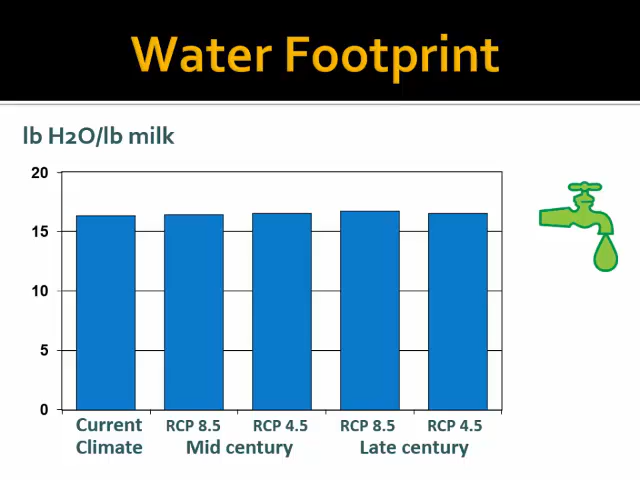 Water Footprint
lb H2O/lb milk
20
15
10
5
0
Current Climate
RCP 8.5 RCP 4.5 RCP 8.5 RCP 4.5
Mid century Late century